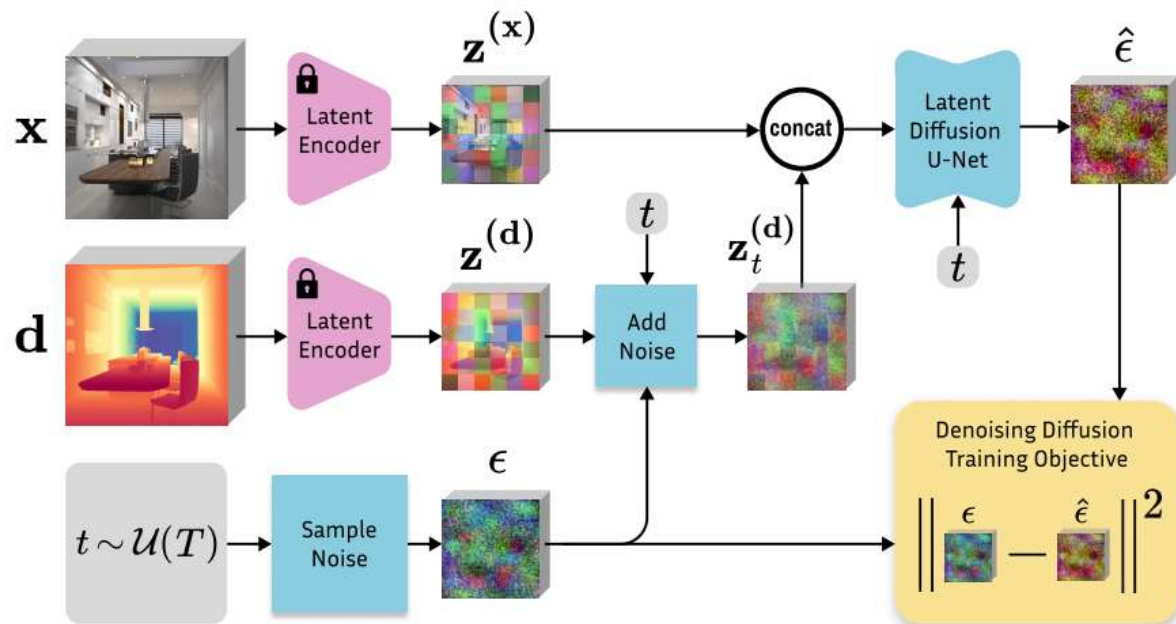 x
Latent
Encoder
z^(x)
concat
Latent
Diffusion
U-Net
ϵ̂
t
d
Latent
Encoder
z^(d)
t
Add
Noise
z_t^(d)
t ~ U(T)
Sample
Noise
ϵ
Denoising Diffusion
Training Objective
|| ϵ — ϵ̂ ||^2